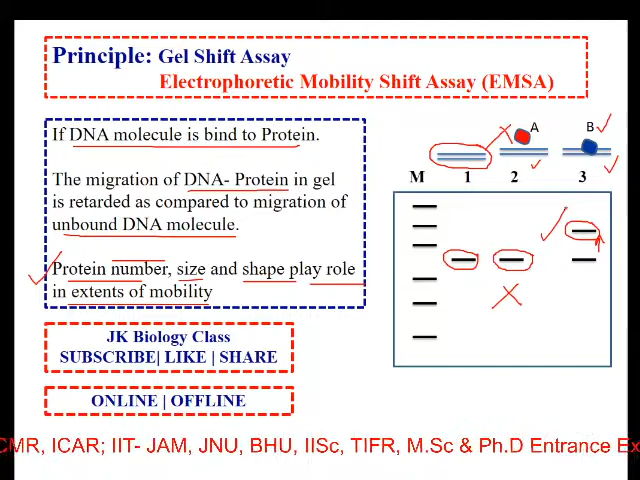 Principle: Gel Shift Assay
Electrophoretic Mobility Shift Assay (EMSA)
If DNA molecule is bind to Protein.
The migration of DNA- Protein in gel
is retarded as compared to migration of
unbound DNA molecule.
Protein number, size and shape play role
in extents of mobility
A
B
M 1 2 3
JK Biology Class
SUBSCRIBE| LIKE | SHARE
ONLINE | OFFLINE
CMR, ICAR; IIT- JAM, JNU, BHU, IISc, TIFR, M.Sc & Ph.D Entrance Ex